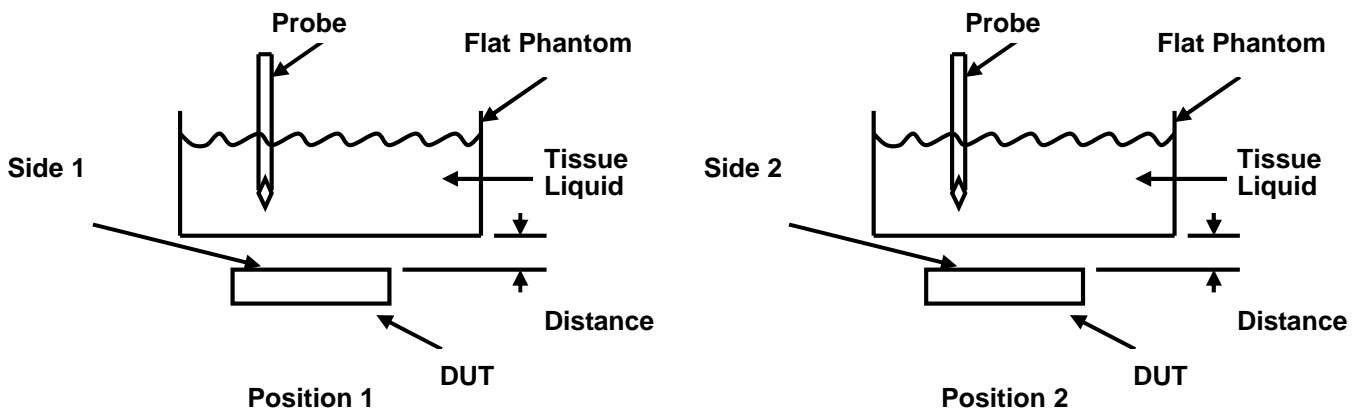 Probe
Flat Phantom
Side 1
Tissue
Liquid
Distance
DUT
Position 1
Probe
Flat Phantom
Side 2
Tissue
Liquid
Distance
DUT
Position 2